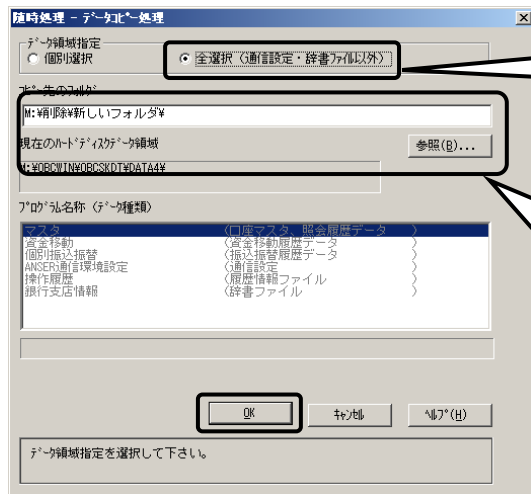 随時処理 - ﾃﾞｰﾀｺﾋﾟｰ処理
ﾃﾞｰﾀ領域指定
個別選択
全選択（通信設定・辞書ﾌｧｲﾙ以外）
ｺﾋﾟｰ先のﾌｫﾙﾀﾞ
M:¥削除¥新しいフォルダ¥
現在のﾊｰﾄﾞﾃﾞｨｽｸﾃﾞｰﾀ領域
参照(B)...
M:¥OBCWIN¥OBCSKDT¥DATA4¥
ﾌﾟﾛｸﾞﾗﾑ名称（ﾃﾞｰﾀ種類）
マスタ （口座マスタ、照会履歴データ ）
資金移動 （資金移動履歴データ ）
個別振込振替 （振込振替履歴データ ）
ANSER通信環境設定 （通信設定 ）
操作履歴 （履歴情報ファイル ）
銀行支店情報 （辞書ファイル ）
OK
ｷｬﾝｾﾙ
ﾍﾙﾌﾟ(H)
ﾃﾞｰﾀ領域指定を選択して下さい。